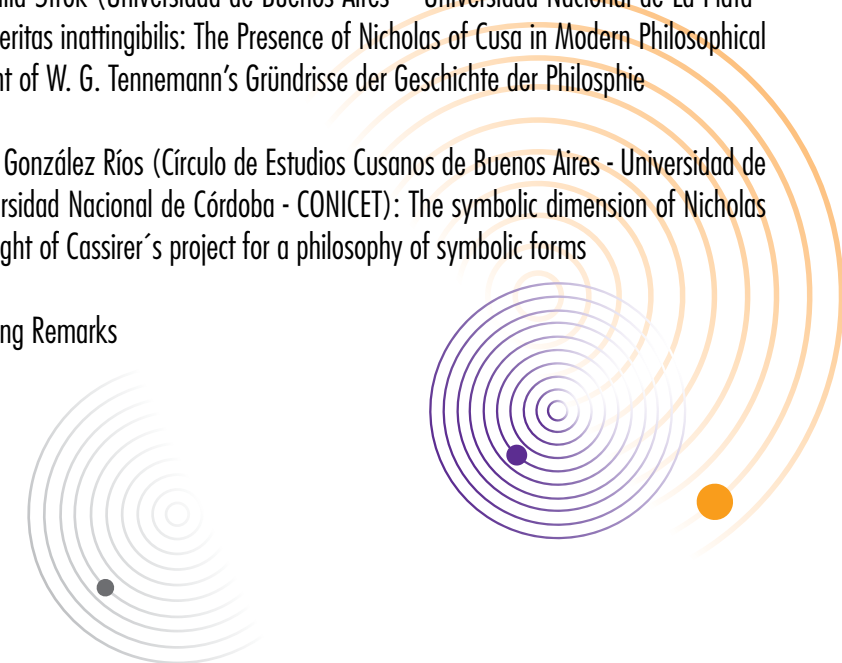 Strok (Universidad de Buenos Aires – Universidad Nacional de La Plata
eritas inattingibilis: The Presence of Nicholas of Cusa in Modern Philosophical
nt of W. G. Tennemann’s Gründrisse der Geschichte der Philosphie
González Ríos (Círculo de Estudios Cusanos de Buenos Aires - Universidad de
ersidad Nacional de Córdoba - CONICET): The symbolic dimension of Nicholas
ght of Cassirer´s project for a philosophy of symbolic forms
ng Remarks